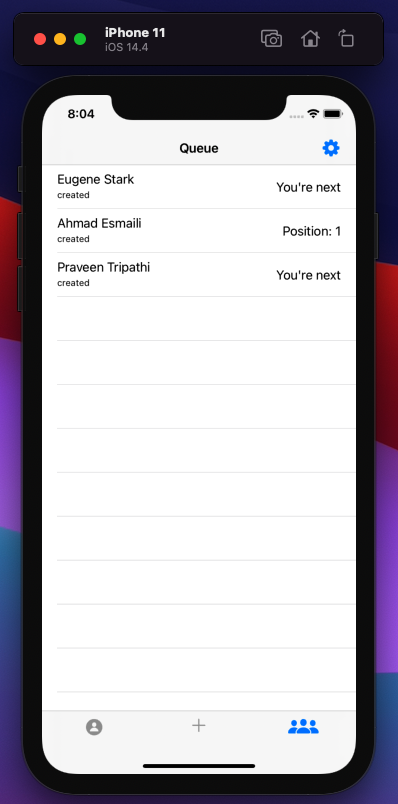 iPhone 11
iOS 14.4
8:04
Queue
Eugene Stark
created
You're next
Ahmad Esmaili
created
Position: 1
Praveen Tripathi
created
You're next